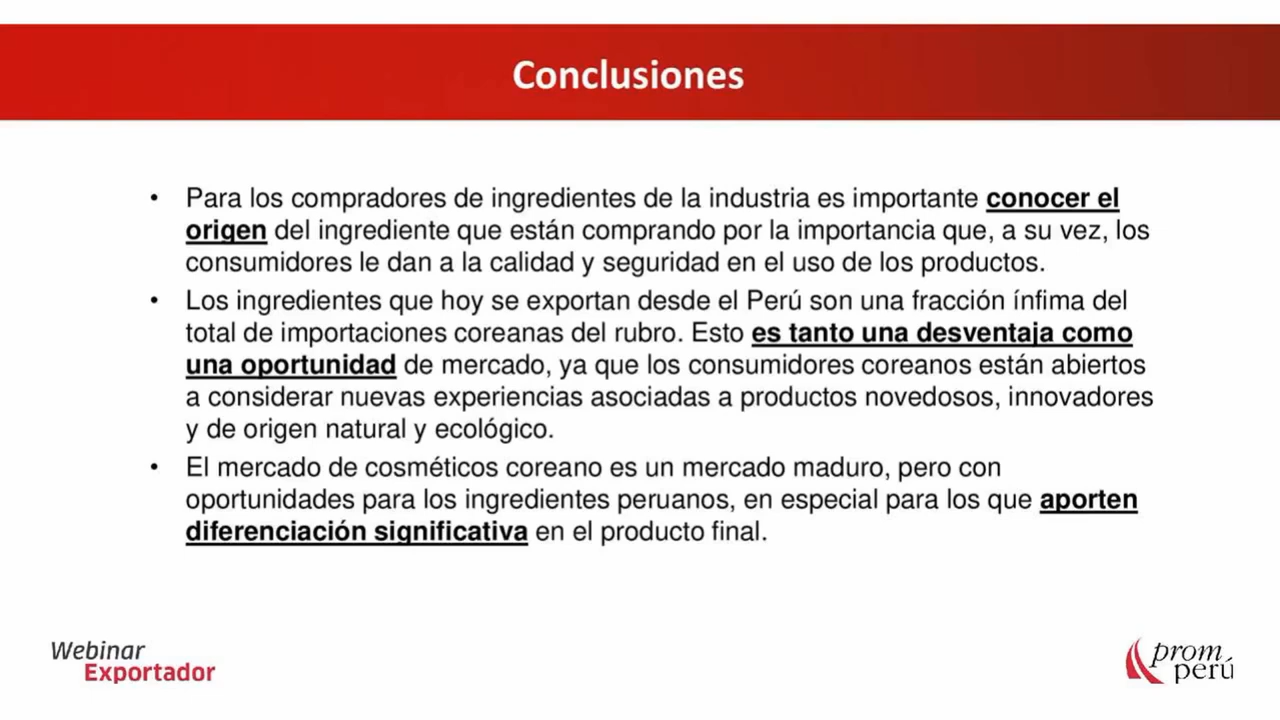 Conclusiones
• Para los compradores de ingredientes de la industria es importante conocer el
origen del ingrediente que están comprando por la importancia que, a su vez, los
consumidores le dan a la calidad y seguridad en el uso de los productos.
• Los ingredientes que hoy se exportan desde el Perú son una fracción ínfima del
total de importaciones coreanas del rubro. Esto es tanto una desventaja como
una oportunidad de mercado, ya que los consumidores coreanos están abiertos
a considerar nuevas experiencias asociadas a productos novedosos, innovadores
y de origen natural y ecológico.
• El mercado de cosméticos coreano es un mercado maduro, pero con
oportunidades para los ingredientes peruanos, en especial para los que aporten
diferenciación significativa en el producto final.
Webinar
Exportador
prom
perú